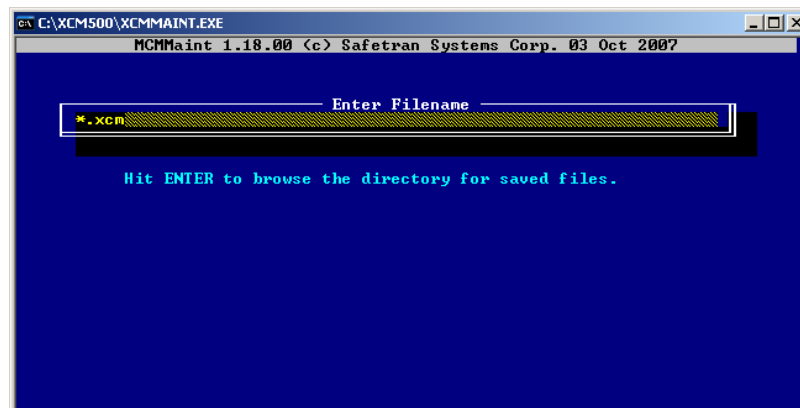 C:\XCM500\XCMMAINT.EXE
MCMMaint 1.18.00 (c) Safetran Systems Corp. 03 Oct 2007
Enter Filename
*.xcm
Hit ENTER to browse the directory for saved files.